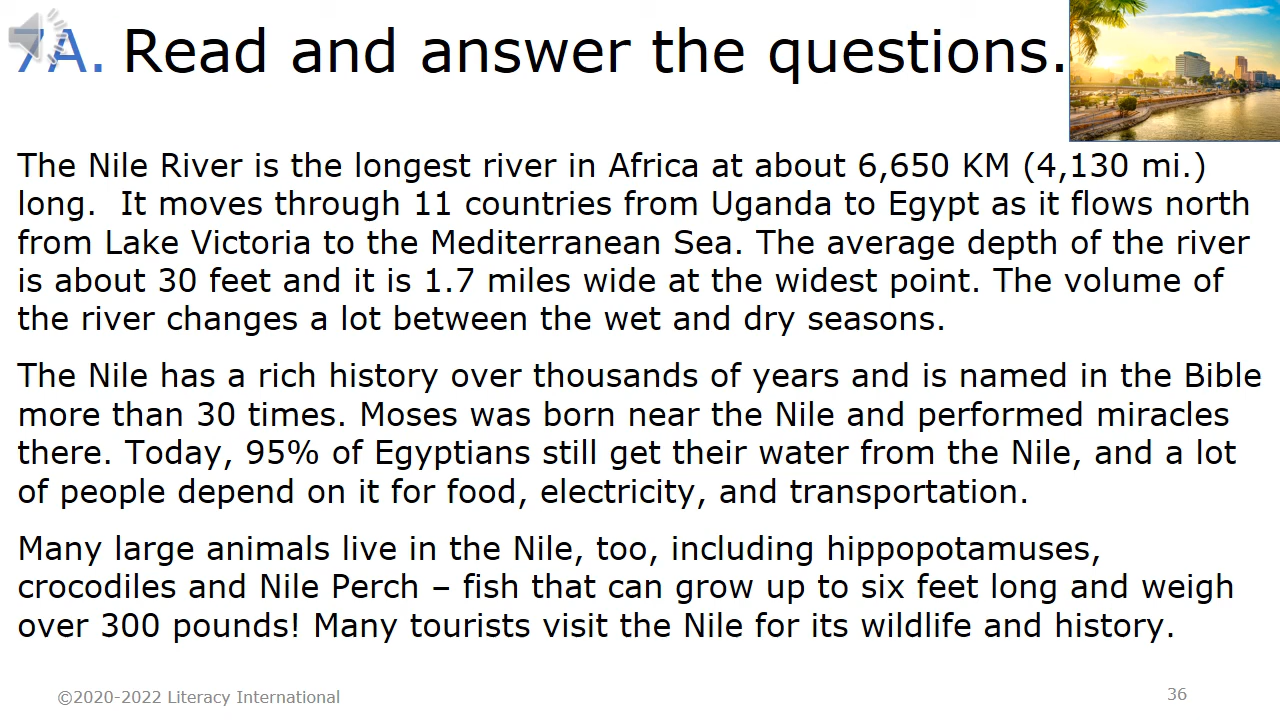 7A. Read and answer the questions.
The Nile River is the longest river in Africa at about 6,650 KM (4,130 mi.)
long.  It moves through 11 countries from Uganda to Egypt as it flows north
from Lake Victoria to the Mediterranean Sea. The average depth of the river
is about 30 feet and it is 1.7 miles wide at the widest point. The volume of
the river changes a lot between the wet and dry seasons.
The Nile has a rich history over thousands of years and is named in the Bible
more than 30 times. Moses was born near the Nile and performed miracles
there. Today, 95% of Egyptians still get their water from the Nile, and a lot
of people depend on it for food, electricity, and transportation.
Many large animals live in the Nile, too, including hippopotamuses,
crocodiles and Nile Perch – fish that can grow up to six feet long and weigh
over 300 pounds! Many tourists visit the Nile for its wildlife and history.
©2020-2022 Literacy International
36